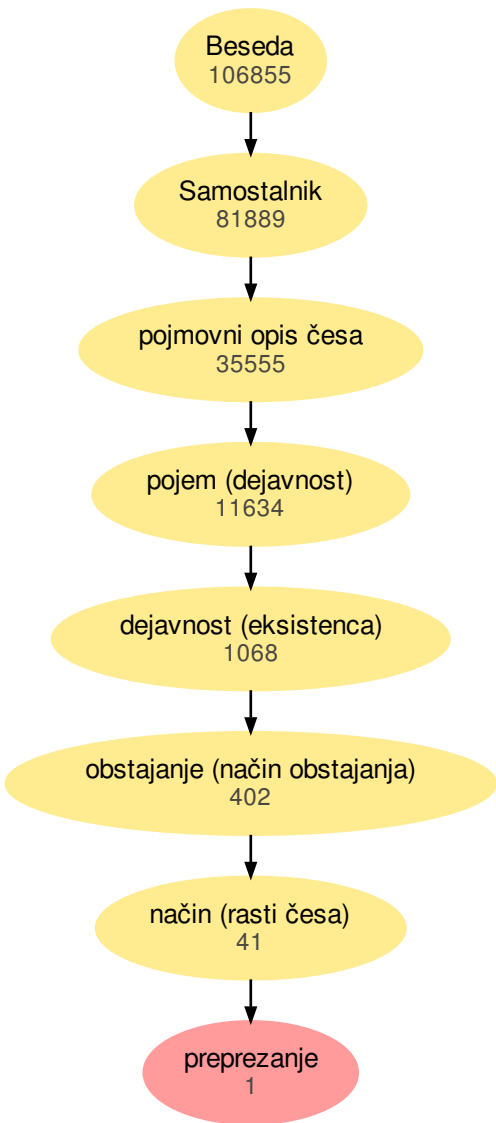 Beseda
106855
Samostalnik
81889
pojmovni opis česa
35555
pojem (dejavnost)
11634
dejavnost (eksistenca)
1068
obstajanje (način obstajanja)
402
način (rasti česa)
41
preprezanje
1